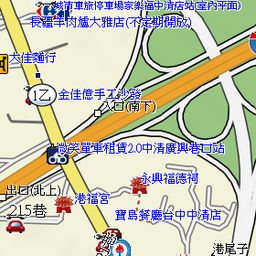 城市車旅停車場家樂福中清店站(室內平面)
長疆羊肉爐大雅店(不定期開放)
大佳麵行
1乙
金佳億手工沙發
入口(南下)
微笑單車租賃2.0中清廣興巷口站
出口(北上)
永興福德祠
港福宮
215巷
寶島餐廳台中中清店
港尾子